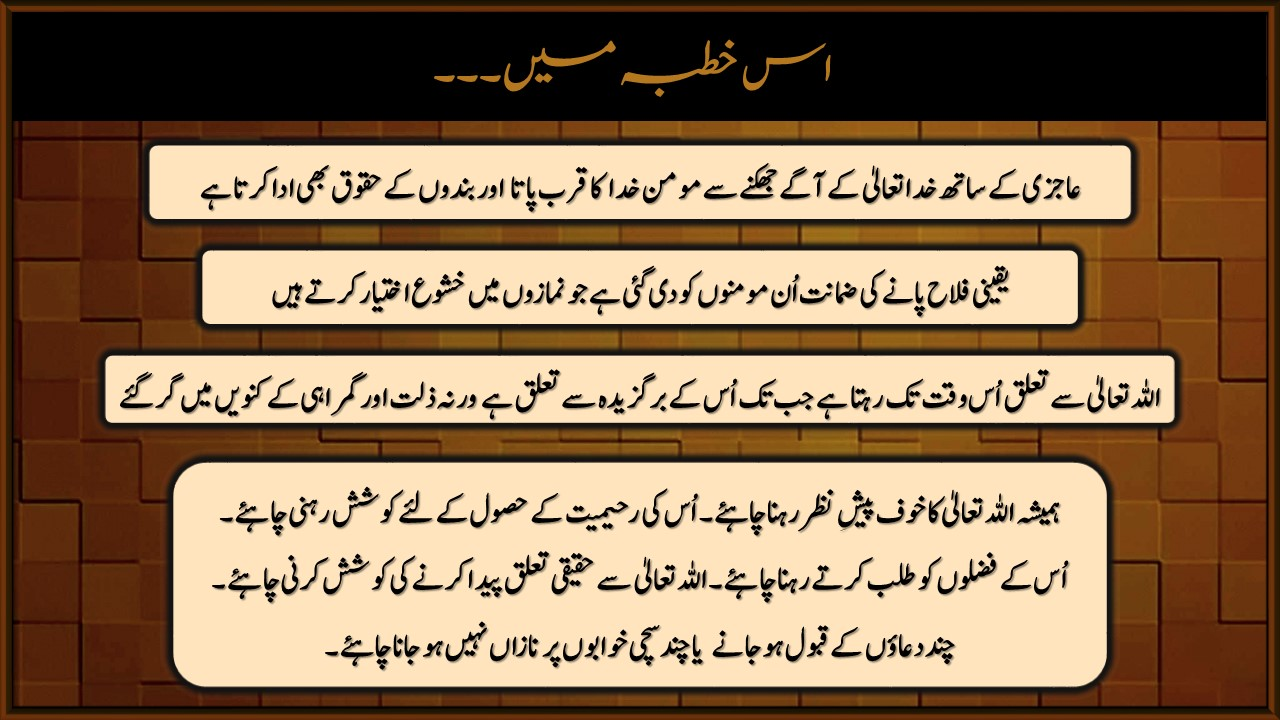 اس خطبہ میں۔۔۔
عاجزی کے ساتھ خدا تعالیٰ کے آگے جھکنے سے مومن خدا کا قرب پاتا اور بندوں کے حقوق بھی ادا کرتا ہے
یقینی فلاح پانے کی ضمانت اُن مومنوں کو دی گئی ہے جو نمازوں میں خشوع اختیار کرتے ہیں
اللہ تعالیٰ سے تعلق اُس وقت تک رہتا ہے جب تک اُس کے برگزیدہ سے تعلق ہے ورنہ ذلت اور گمراہی کے کنویں میں گر گئے
ہمیشہ اللہ تعالیٰ کا خوف پیشِ نظر رہنا چاہئے۔ اُس کی رحیمیت کے حصول کے لئے کوشش رہنی چاہئے۔
اُس کے فضلوں کو طلب کرتے رہنا چاہئے۔ اللہ تعالیٰ سے حقیقی تعلق پیدا کرنے کی کوشش کرنی چاہئے۔
چند دعاؤں کے قبول ہو جانے یا چند سچی خوابوں پر نازاں نہیں ہو جانا چاہئے۔